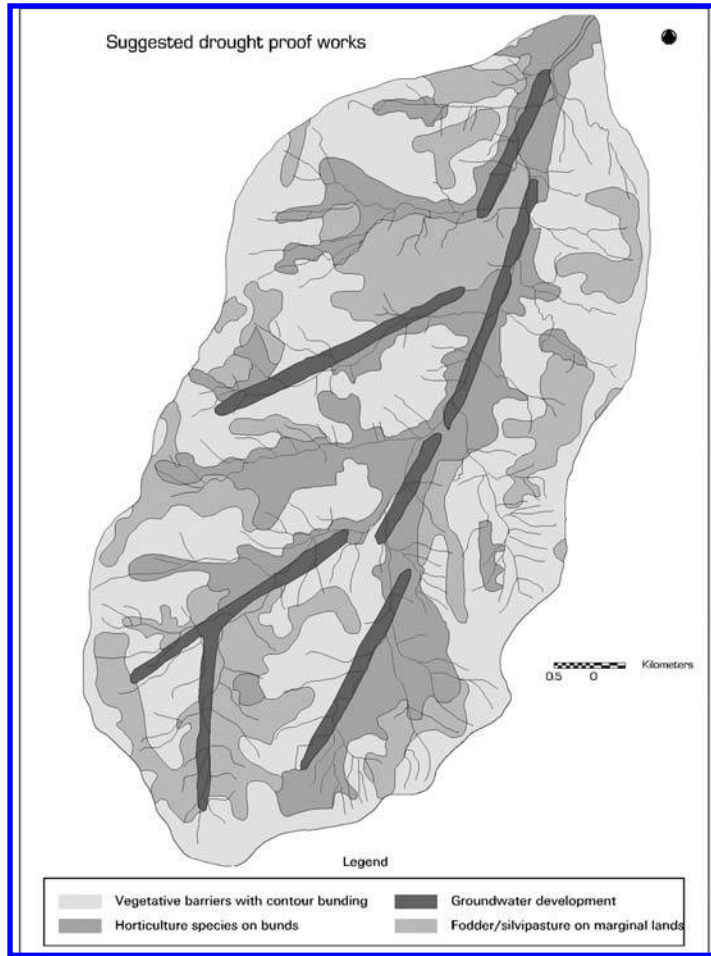 Suggested drought proof works
Kilometers
0.5 0
Legend
Vegetative barriers with contour bunding
Groundwater development
Horticulture species on bunds
Fodder/silvipasture on marginal lands